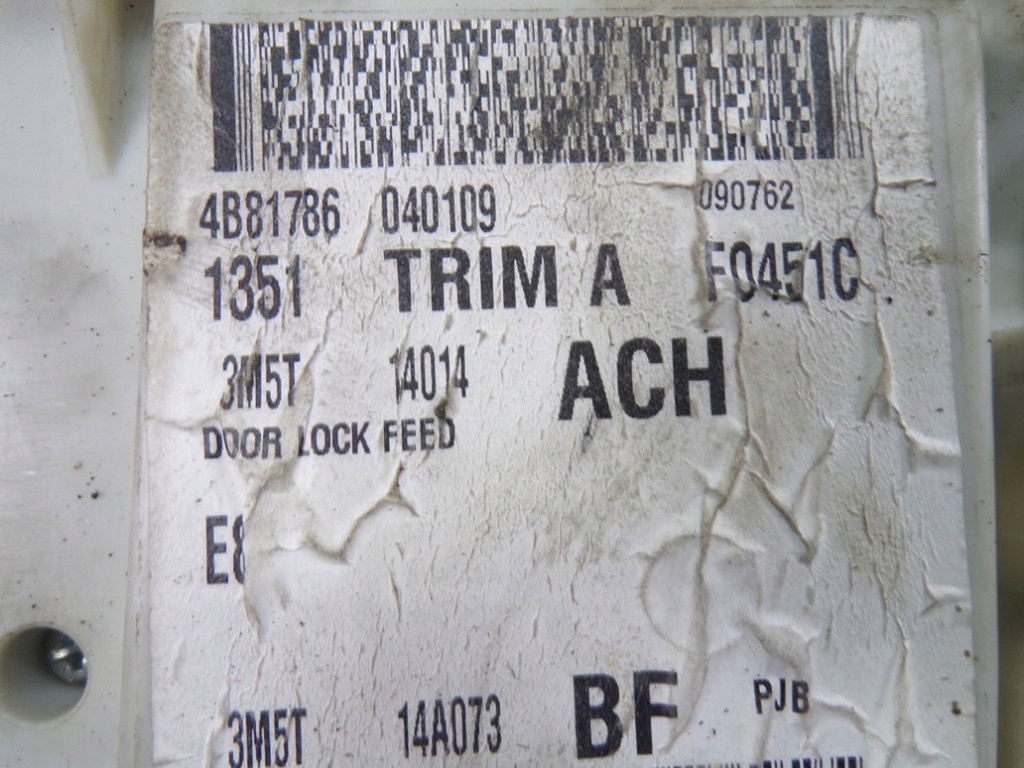 4B81786 040109 090762
1351 TRIM A F0451C
3M5T 14014 ACH
DOOR LOCK FEED
3M5T 14A073 BF PJB